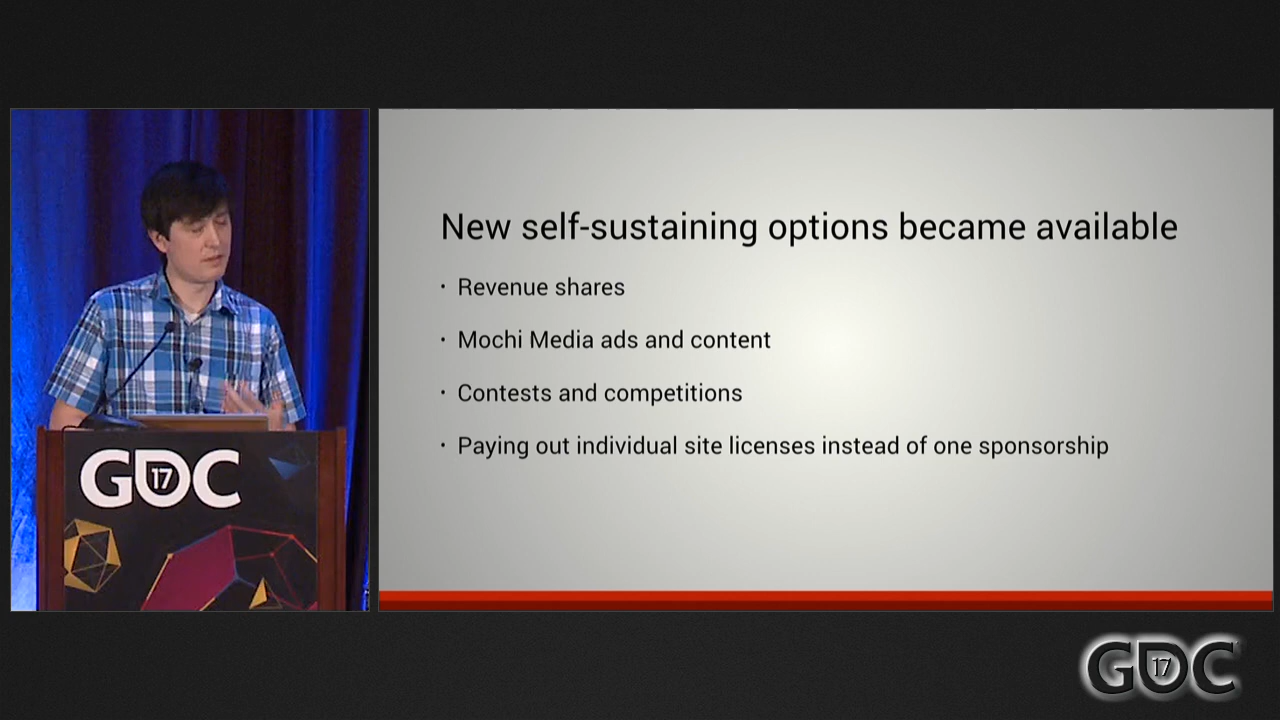 New self-sustaining options became available
· Revenue shares
· Mochi Media ads and content
· Contests and competitions
· Paying out individual site licenses instead of one sponsorship
GDC 17
GDC 17